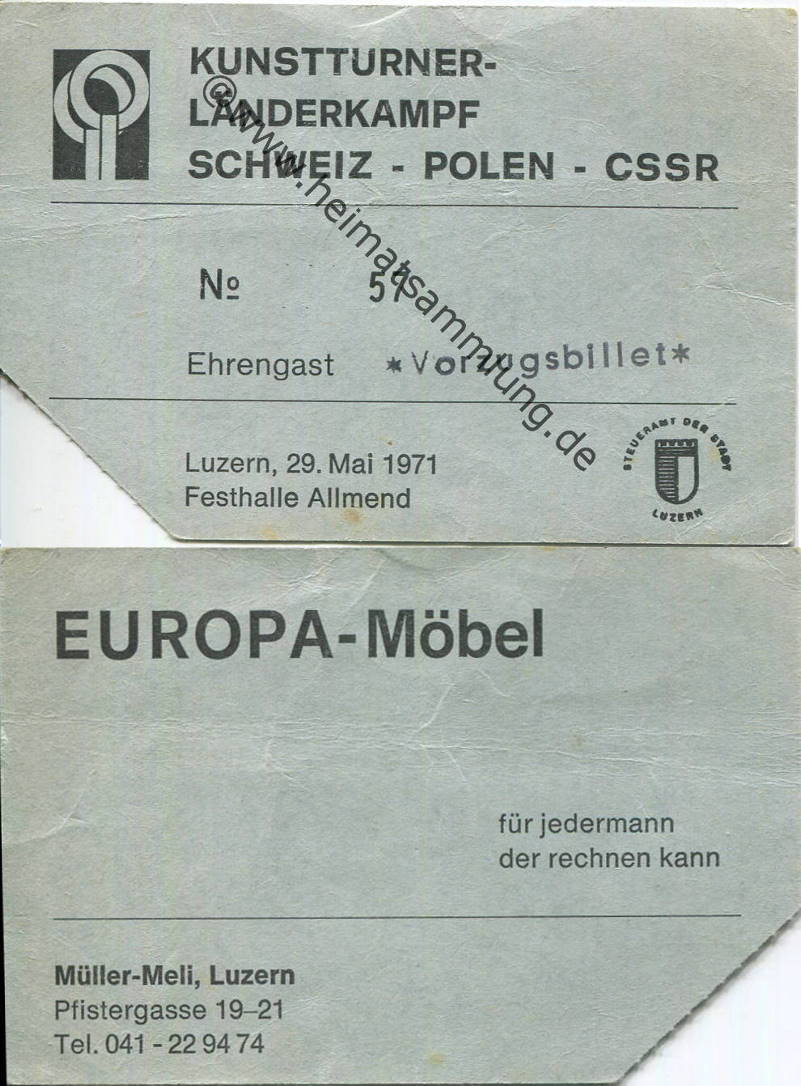 KUNSTTURNER-
LÄNDERKAMPF
SCHWEIZ - POLEN - CSSR
№ 51
Ehrengast *Vorzugsbillet*
Luzern, 29. Mai 1971
Festhalle Allmend
STEUERAMT DER STADT
LUZERN
©www.heimatsammlung.de
EUROPA-Möbel
für jedermann
der rechnen kann
Müller-Meli, Luzern
Pfistergasse 19–21
Tel. 041 - 22 94 74